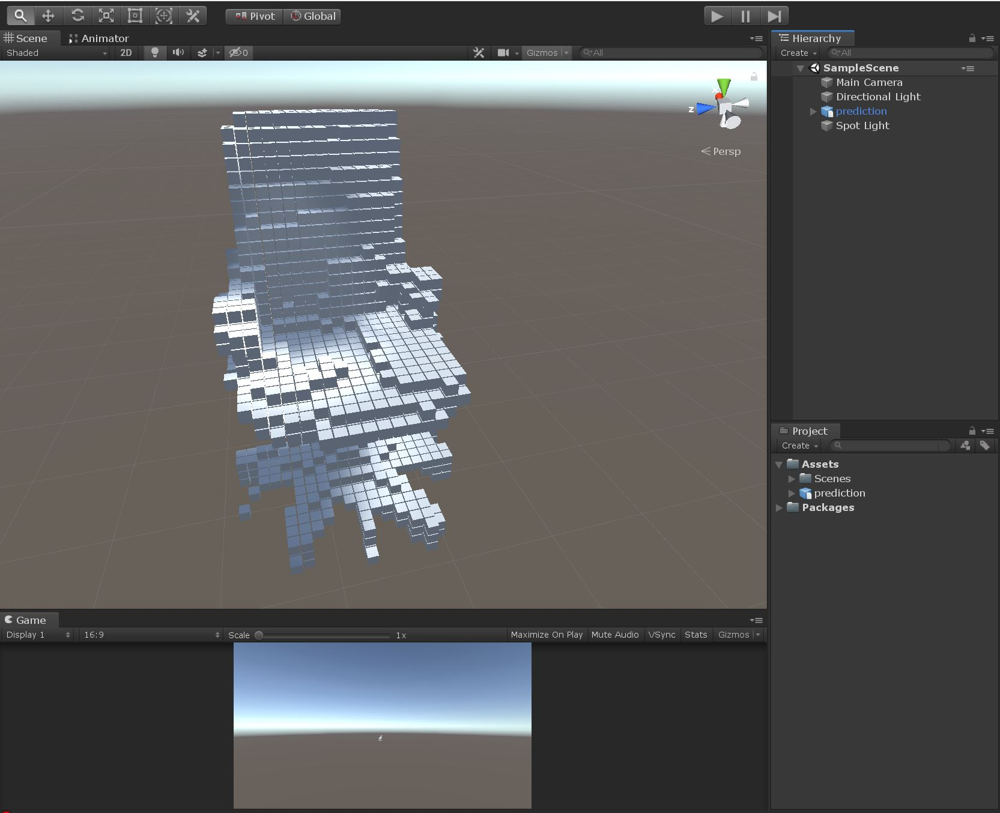 Pivot Global
Scene Animator
Shaded 2D 0 Gizmos All
x
z
Persp
Hierarchy
Create All
SampleScene
Main Camera
Directional Light
prediction
Spot Light
Project
Create
Assets
Scenes
prediction
Packages
Game
Display 1 16:9 Scale 1x Maximize On Play Mute Audio VSync Stats Gizmos